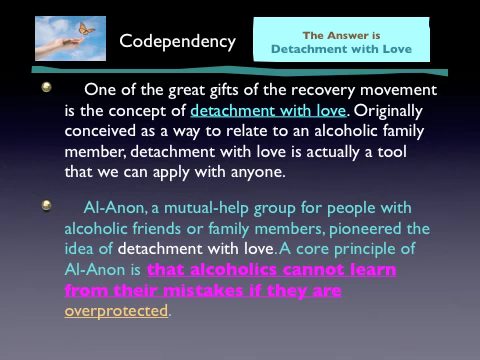 Codependency
The Answer is
Detachment with Love
One of the great gifts of the recovery movement
is the concept of detachment with love. Originally
conceived as a way to relate to an alcoholic family
member, detachment with love is actually a tool
that we can apply with anyone.
Al-Anon, a mutual-help group for people with
alcoholic friends or family members, pioneered the
idea of detachment with love. A core principle of
Al-Anon is that alcoholics cannot learn
from their mistakes if they are
overprotected.